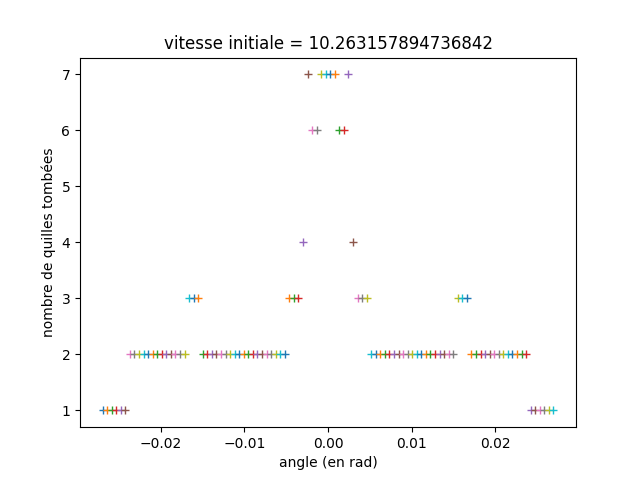 vitesse initiale = 10.263157894736842
nombre de quilles tombées
7
6
5
4
3
2
1
−0.02 −0.01 0.00 0.01 0.02
angle (en rad)